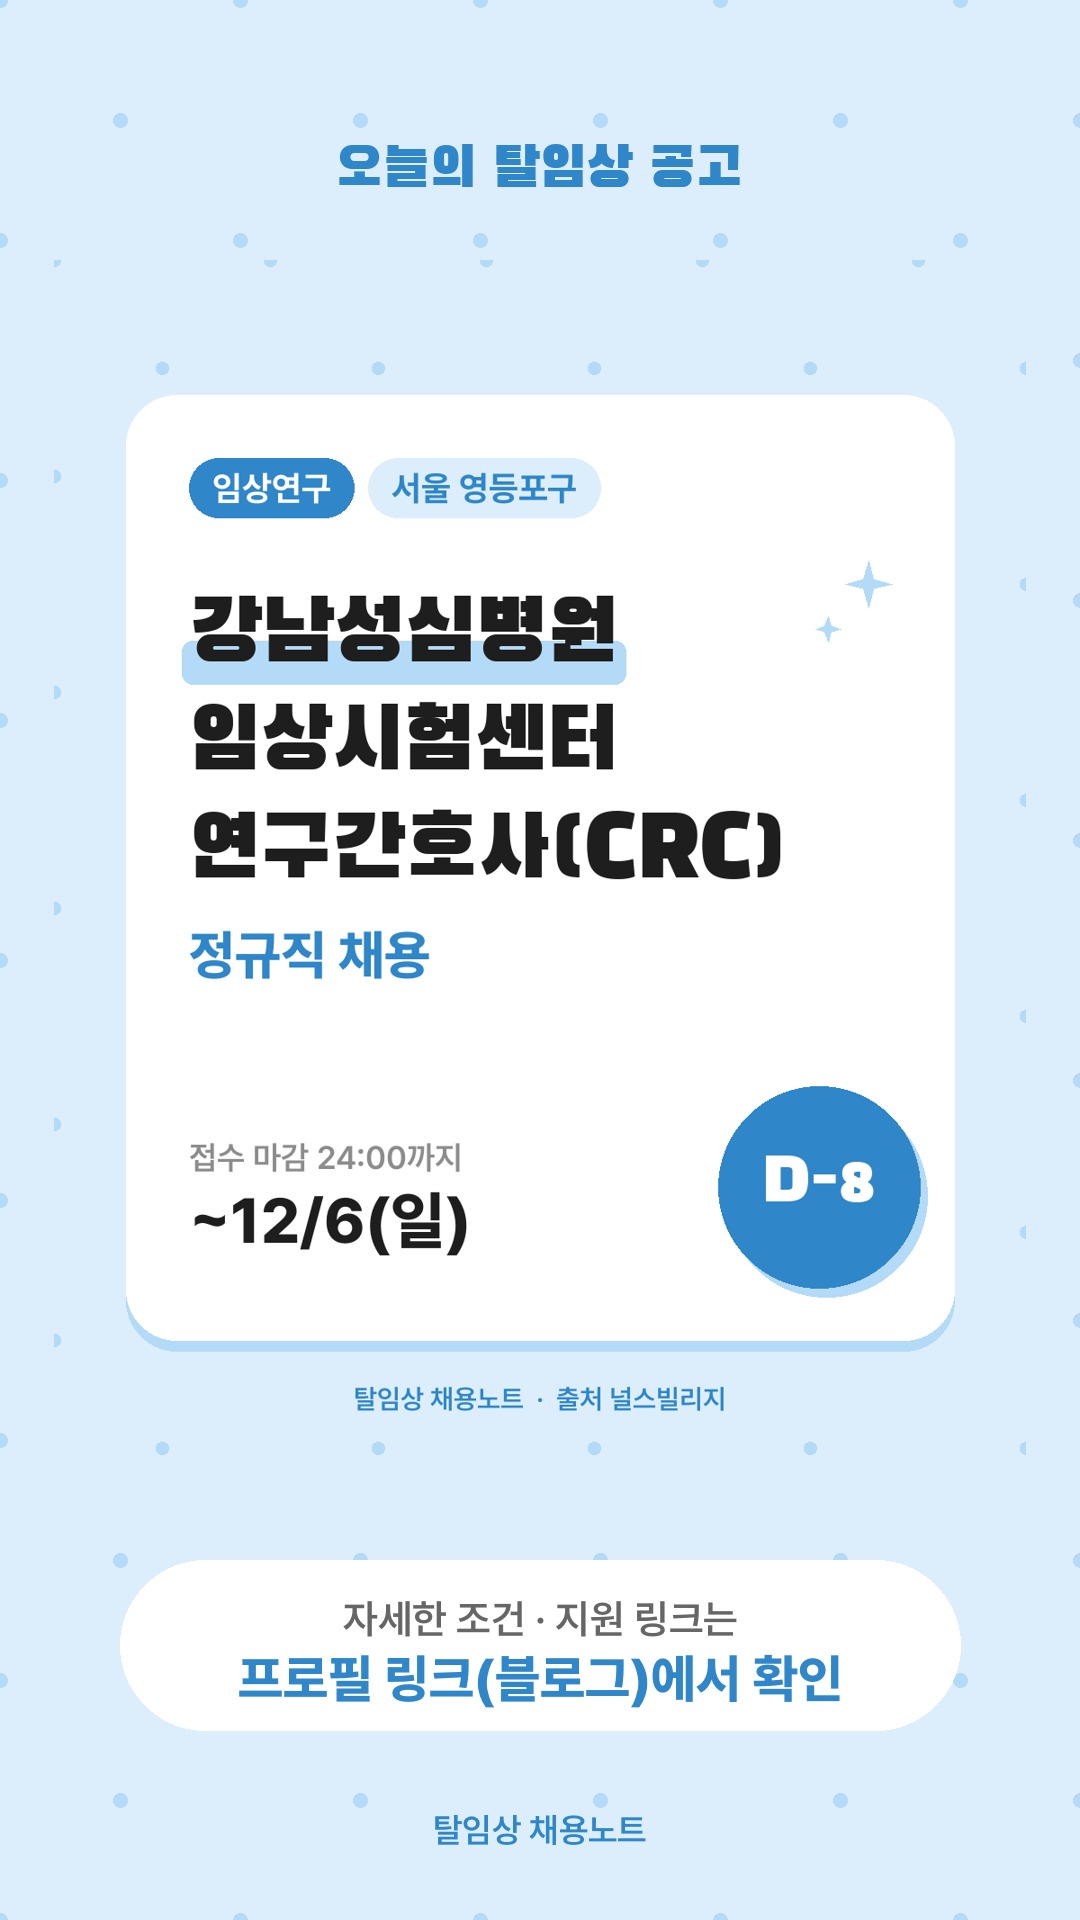 오늘의 탈임상 공고
임상연구
서울 영등포구
강남성심병원
임상시험센터
연구간호사(CRC)
정규직 채용
접수 마감 24:00까지
~12/6(일)
D-8
탈임상 채용노트 · 출처 널스빌리지
자세한 조건 · 지원 링크는
프로필 링크(블로그)에서 확인
탈임상 채용노트